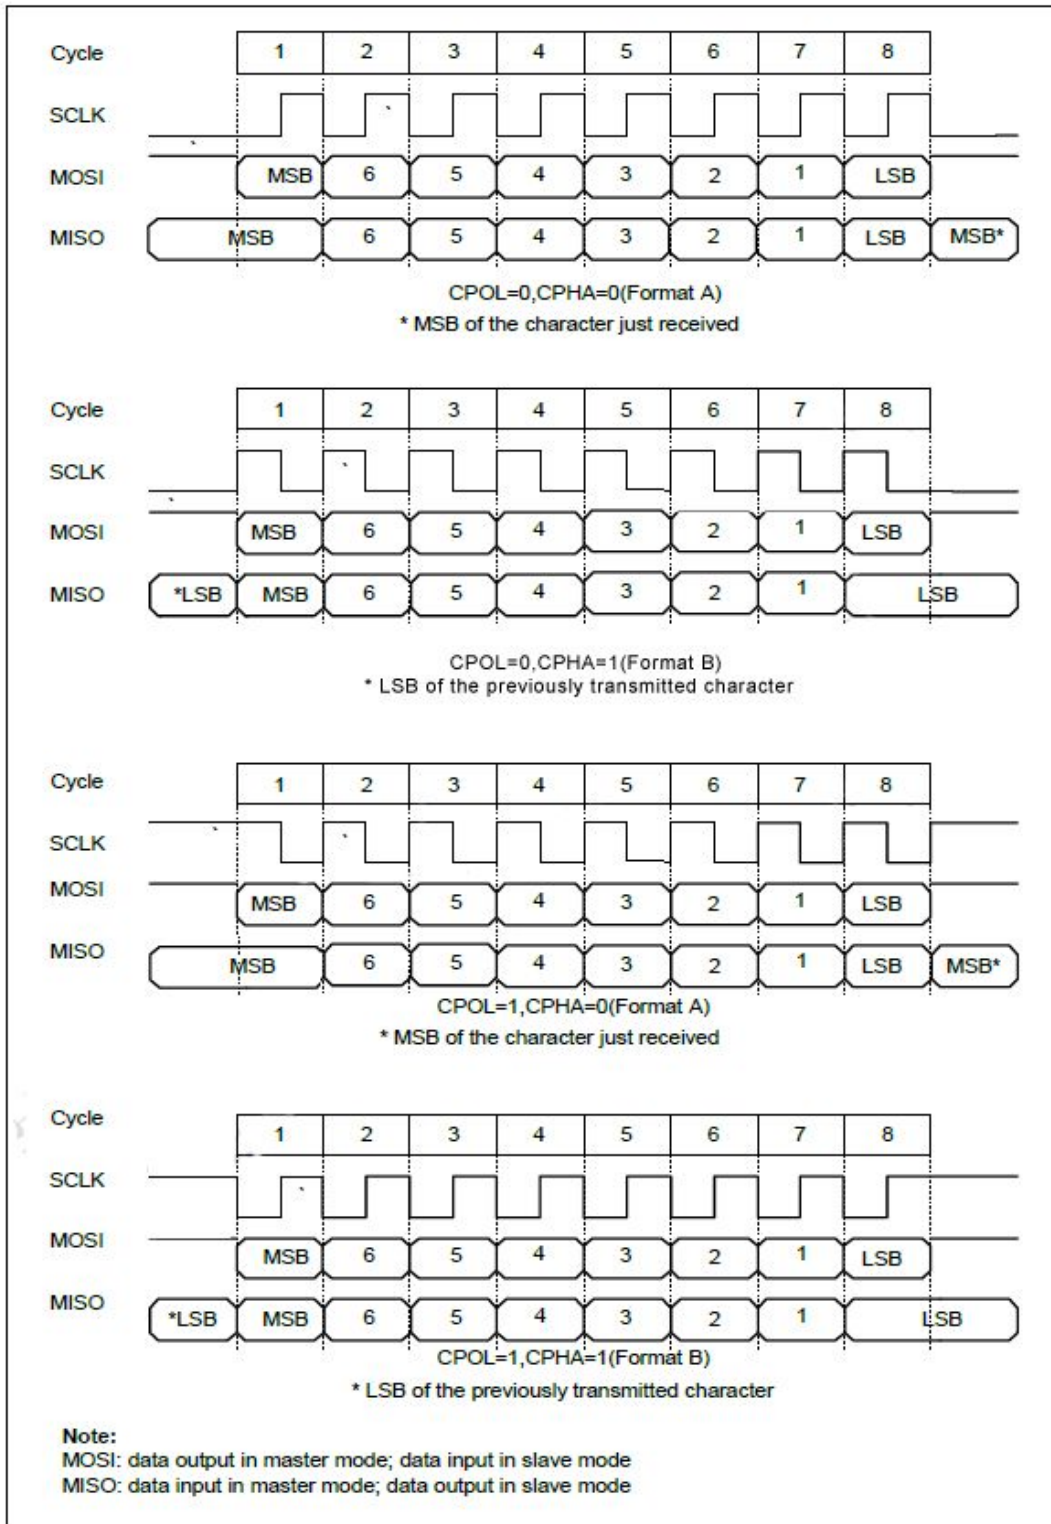 Cycle 1 2 3 4 5 6 7 8
SCLK
MOSI MSB 6 5 4 3 2 1 LSB
MISO MSB 6 5 4 3 2 1 LSB MSB*
CPOL=0,CPHA=0(Format A)
* MSB of the character just received
Cycle 1 2 3 4 5 6 7 8
SCLK
MOSI MSB 6 5 4 3 2 1 LSB
MISO *LSB MSB 6 5 4 3 2 1 LSB
CPOL=0,CPHA=1(Format B)
* LSB of the previously transmitted character
Cycle 1 2 3 4 5 6 7 8
SCLK
MOSI MSB 6 5 4 3 2 1 LSB
MISO MSB 6 5 4 3 2 1 LSB MSB*
CPOL=1,CPHA=0(Format A)
* MSB of the character just received
Cycle 1 2 3 4 5 6 7 8
SCLK
MOSI MSB 6 5 4 3 2 1 LSB
MISO *LSB MSB 6 5 4 3 2 1 LSB
CPOL=1,CPHA=1(Format B)
* LSB of the previously transmitted character
Note:
MOSI: data output in master mode; data input in slave mode
MISO: data input in master mode; data output in slave mode